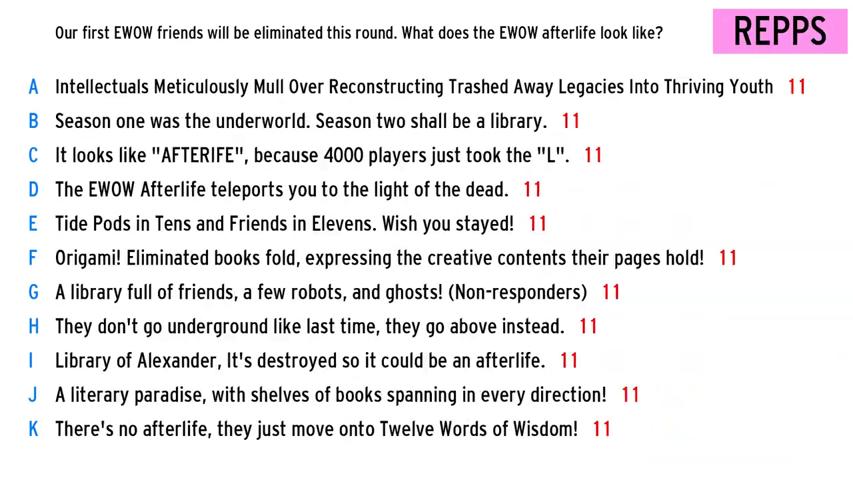 Our first EWOW friends will be eliminated this round. What does the EWOW afterlife look like?
REPPS
A Intellectuals Meticulously Mull Over Reconstructing Trashed Away Legacies Into Thriving Youth 11
B Season one was the underworld. Season two shall be a library. 11
C It looks like "AFTERIFE", because 4000 players just took the "L". 11
D The EWOW Afterlife teleports you to the light of the dead. 11
E Tide Pods in Tens and Friends in Elevens. Wish you stayed! 11
F Origami! Eliminated books fold, expressing the creative contents their pages hold! 11
G A library full of friends, a few robots, and ghosts! (Non-responders) 11
H They don't go underground like last time, they go above instead. 11
I Library of Alexander, It's destroyed so it could be an afterlife. 11
J A literary paradise, with shelves of books spanning in every direction! 11
K There's no afterlife, they just move onto Twelve Words of Wisdom! 11